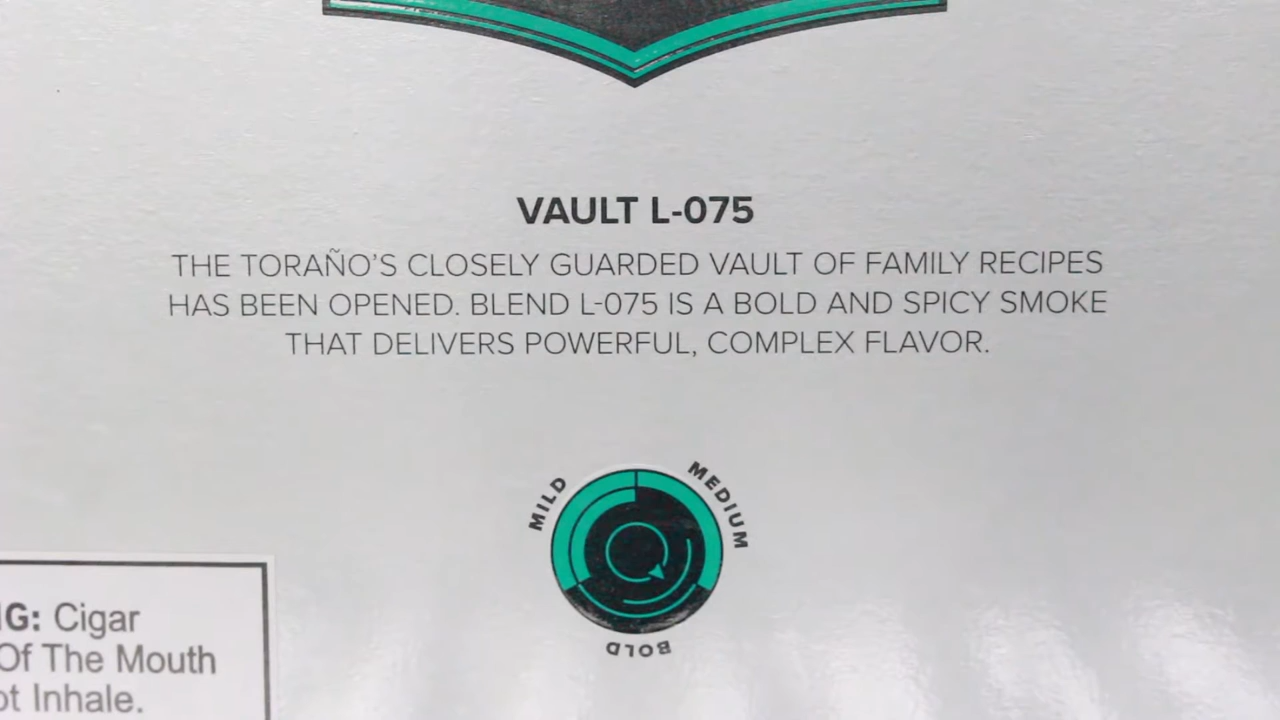 VAULT L-075
THE TORAÑO'S CLOSELY GUARDED VAULT OF FAMILY RECIPES
HAS BEEN OPENED. BLEND L-075 IS A BOLD AND SPICY SMOKE
THAT DELIVERS POWERFUL, COMPLEX FLAVOR.
MILD
MEDIUM
BOLD
G: Cigar
Of The Mouth
ot Inhale.